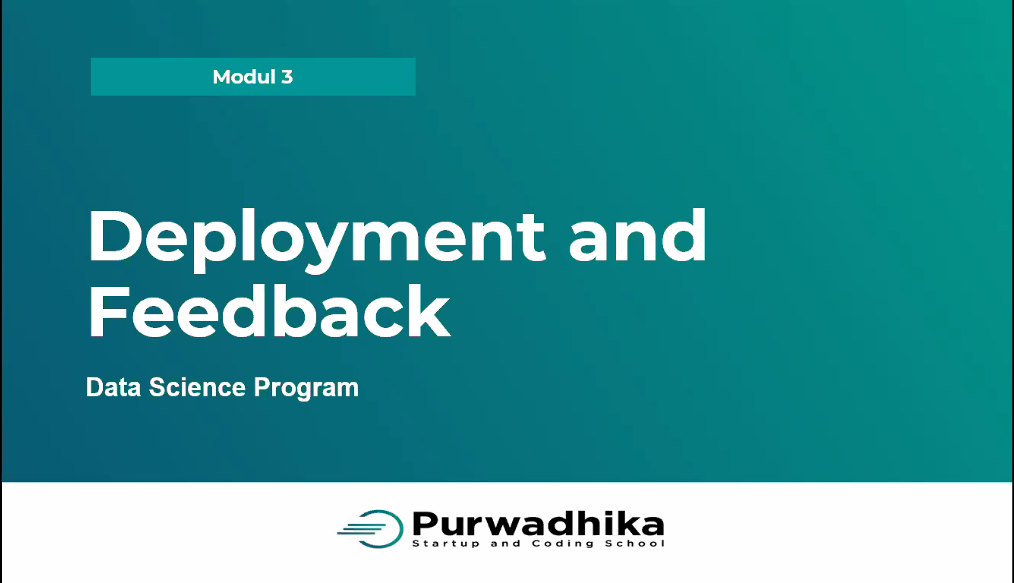 Modul 3
Deployment and
Feedback
Data Science Program
Purwadhika
Startup and Coding School